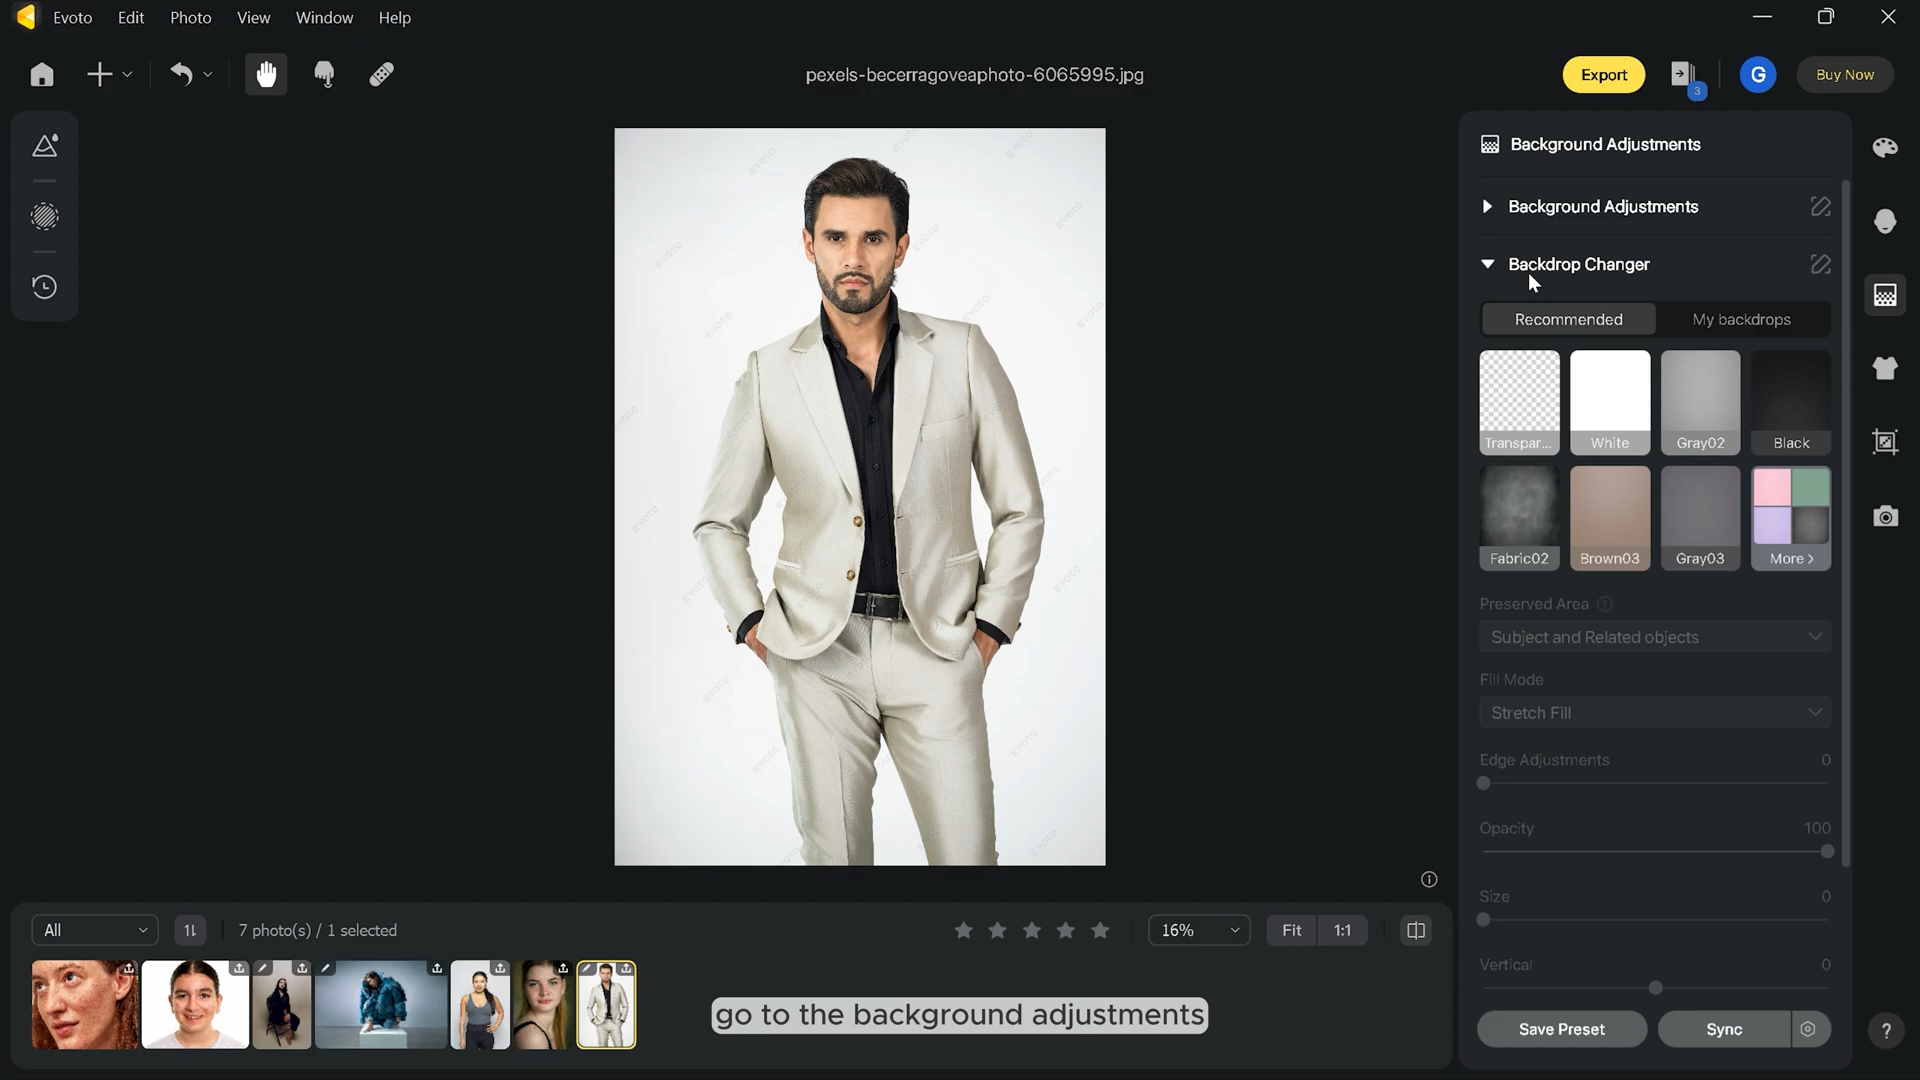 Evoto Edit Photo View Window Help
pexels-becerragoveaphoto-6065995.jpg
Export
3
G
Buy Now
Background Adjustments
Background Adjustments
Backdrop Changer
Recommended My backdrops
Transpar... White Gray02 Black
Fabric02 Brown03 Gray03 More >
Preserved Area ?
Subject and Related objects
Fill Mode
Stretch Fill
Edge Adjustments 0
Opacity 100
Size 0
Vertical 0
Save Preset Sync
?
evoto
All
7 photo(s) / 1 selected
16%
Fit 1:1
go to the background adjustments